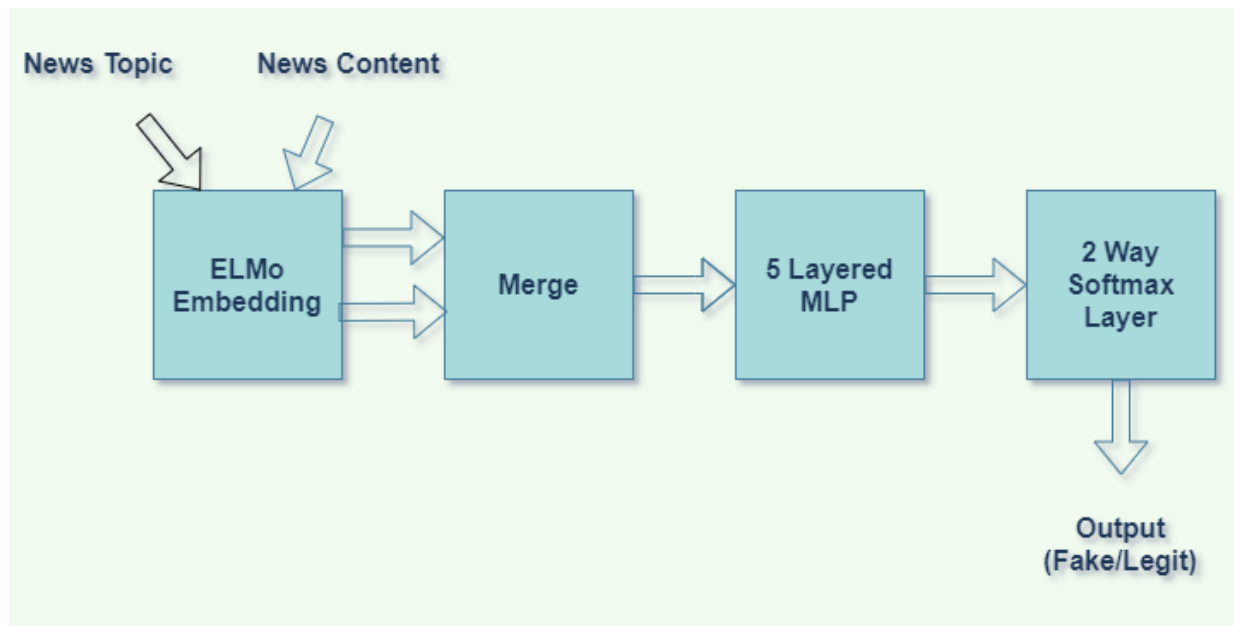 News Topic
News Content
ELMo
Embedding
Merge
5 Layered
MLP
2 Way
Softmax
Layer
Output
(Fake/Legit)